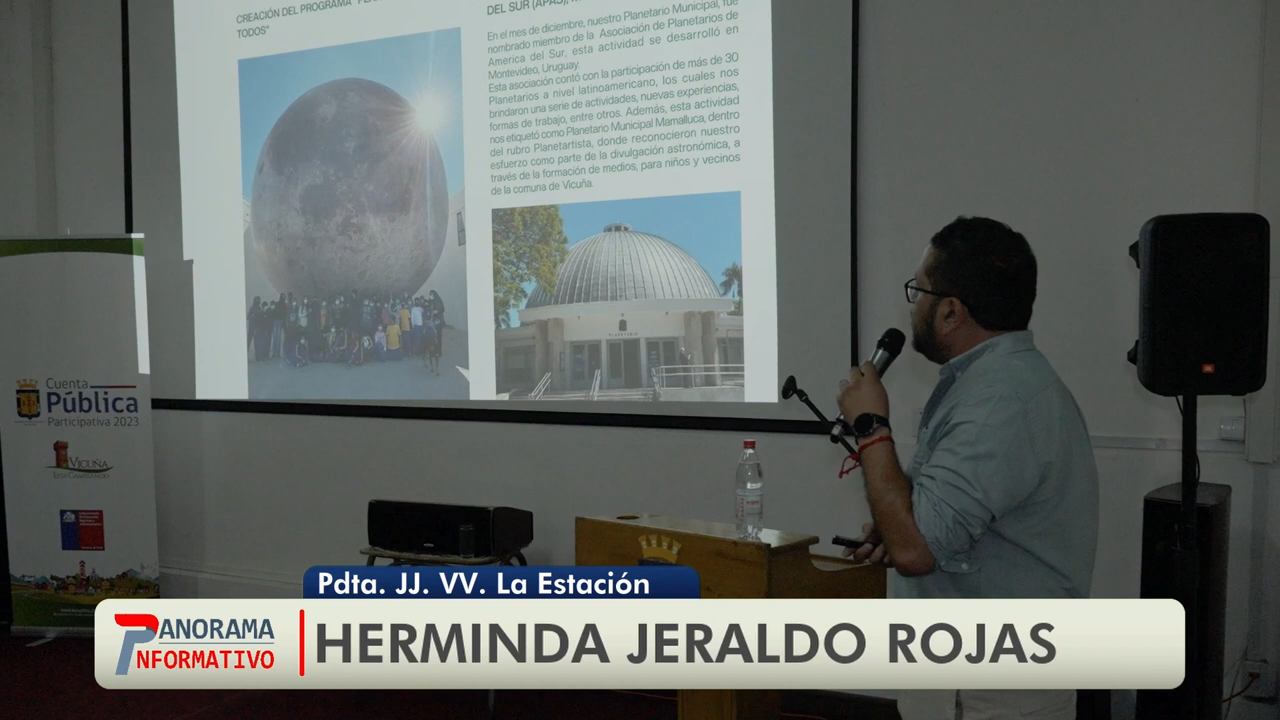 CREACIÓN DEL PROGRAMA
TODOS"
DEL SUR (APAS),
En el mes de diciembre, nuestro Planetario Municipal, fue
nombrado miembro de la Asociación de Planetarios de
America del Sur, esta actividad se desarrolló en
Montevideo, Uruguay.
Esta asociación contó con la participación de más de 30
Planetarios a nivel latinoamericano, los cuales nos
brindaron una serie de actividades, nuevas experiencias,
formas de trabajo, entre otros. Además, esta actividad
nos etiquetó como Planetario Municipal Mamalluca, dentro
del rubro Planetartista, donde reconocieron nuestro
esfuerzo como parte de la divulgación astronómica, a
través de la formación de medios, para niños y vecinos
de la comuna de Vicuña.
Cuenta
Pública
Participativa 2023
VICUÑA
JBL
Pdta. JJ. VV. La Estación
PANORAMA
INFORMATIVO
HERMINDA JERALDO ROJAS